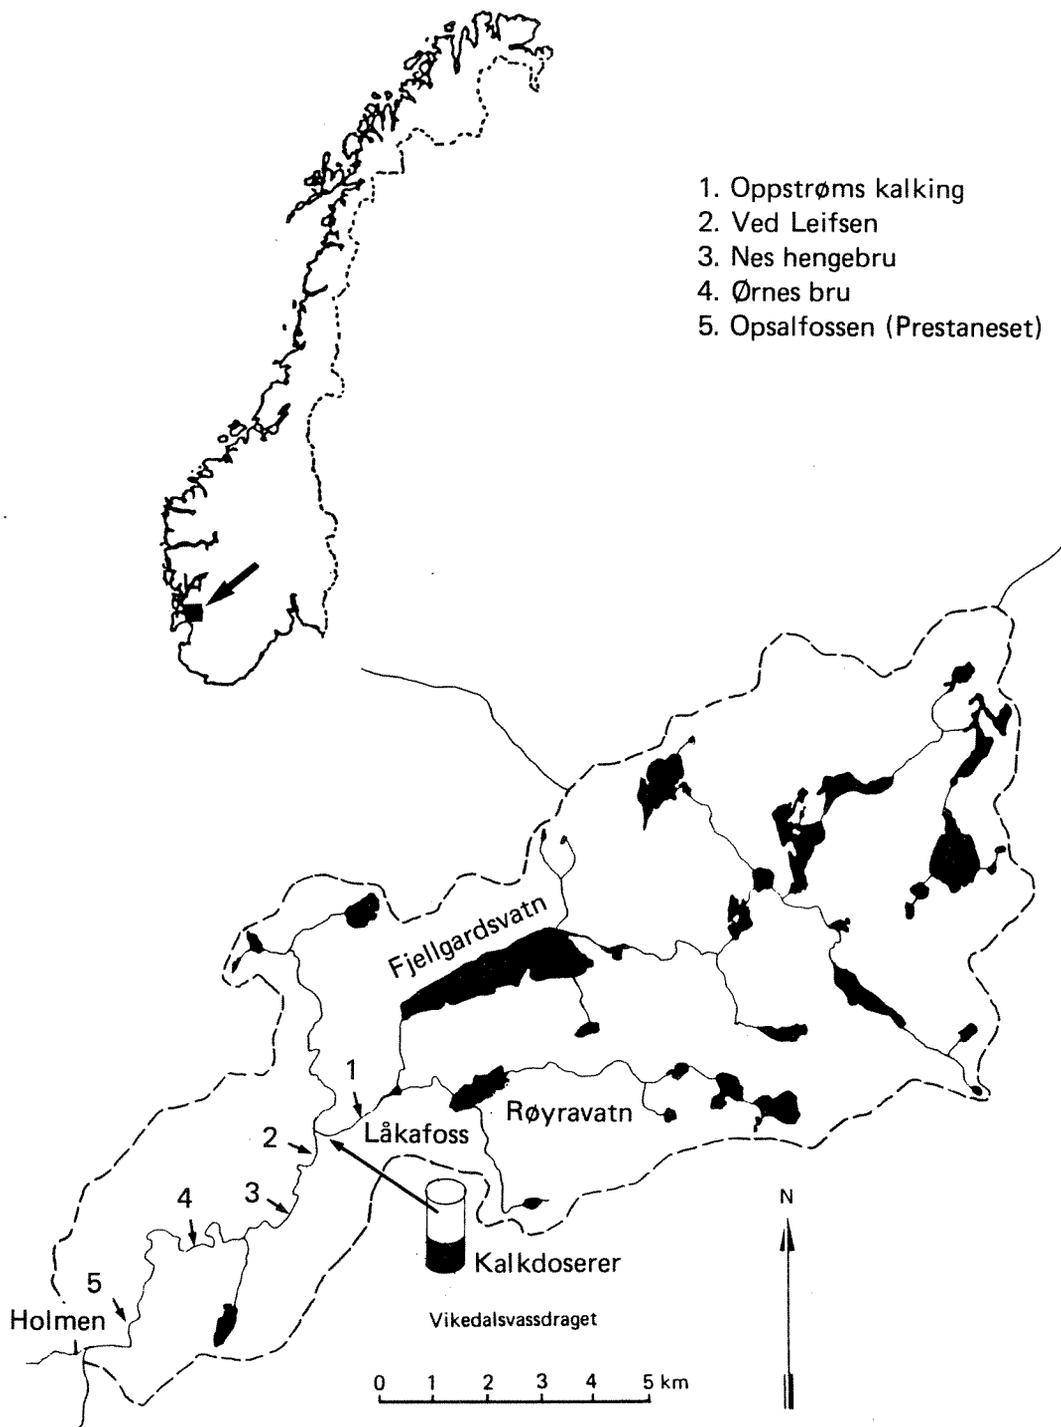 1. Oppstrøms kalking
2. Ved Leifsen
3. Nes hengebru
4. Ørnes bru
5. Opsalfossen (Prestaneset)
Fjellgardsvatn
1
Røyravatn
Låkafoss
2
3
4
N
Kalkdoserer
5
Holmen
Vikedalsvassdraget
0 1 2 3 4 5 km